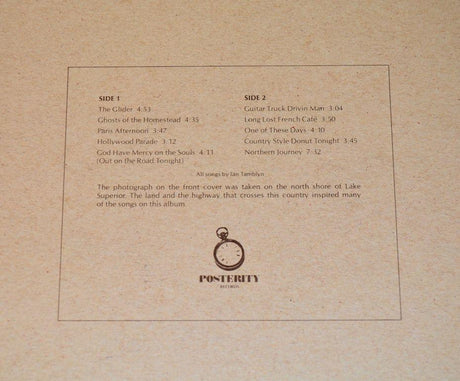 SIDE 1
The Glider 4:53
Ghosts of the Homestead 4:35
Paris Afternoon 3:47
Hollywood Parade 3:12
God Have Mercy on the Souls 4:11
(Out on the Road Tonight)
SIDE 2
Guitar Truck Drivin Man 3:04
Long Lost French Café 3:50
One of These Days 4:10
Country Style Donut Tonight 3:45
Northern Journey 7:32
All songs by Ian Tamblyn
The photograph on the front cover was taken on the north shore of Lake
Superior. The land and the highway that crosses this country inspired many
of the songs on this album.
POSTERITY
RECORDS